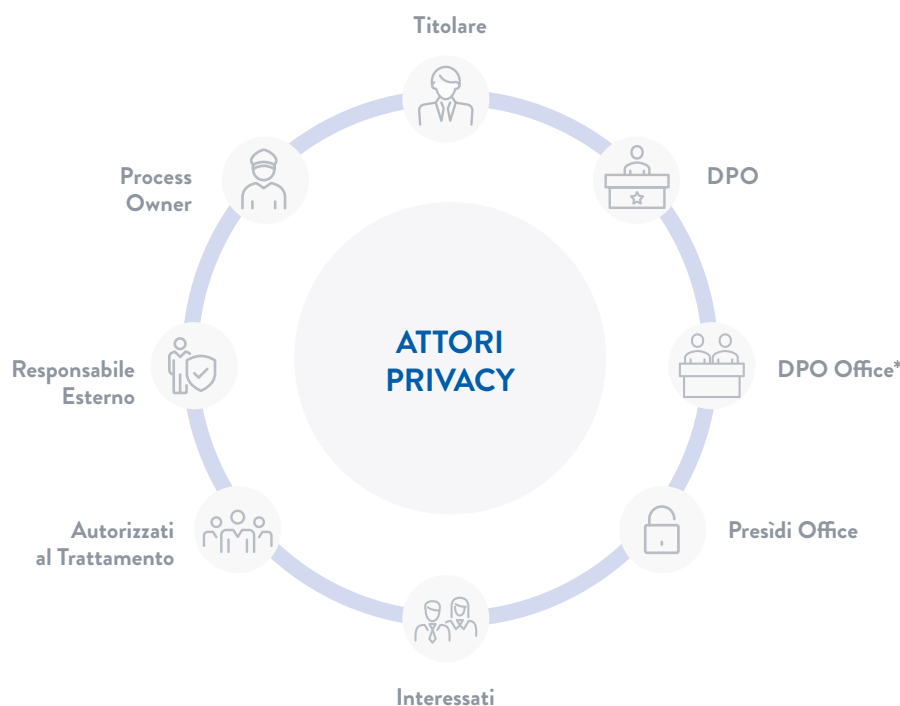 Titolare
Process
Owner
DPO
ATTORI
PRIVACY
Responsabile
Esterno
DPO Office*
Autorizzati
al Trattamento
Presìdi Office
Interessati